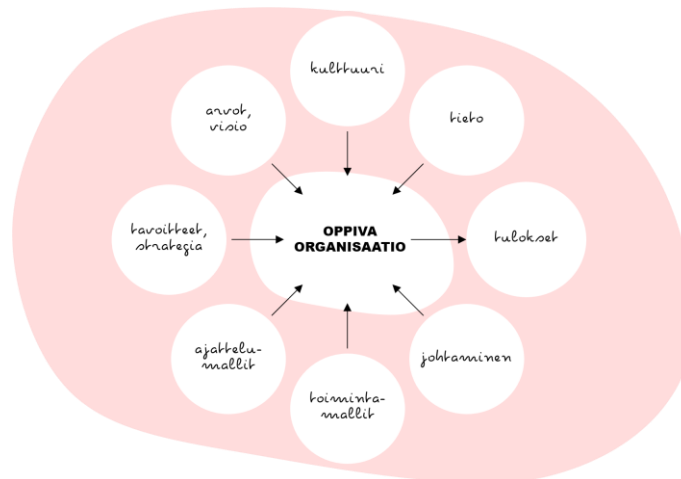 kulttuuri
arvot,
visio
tieto
tavoitteet,
strategia
OPPIVA
ORGANISAATIO
tulokset
ajattelu-
mallit
johtaminen
toiminta-
mallit